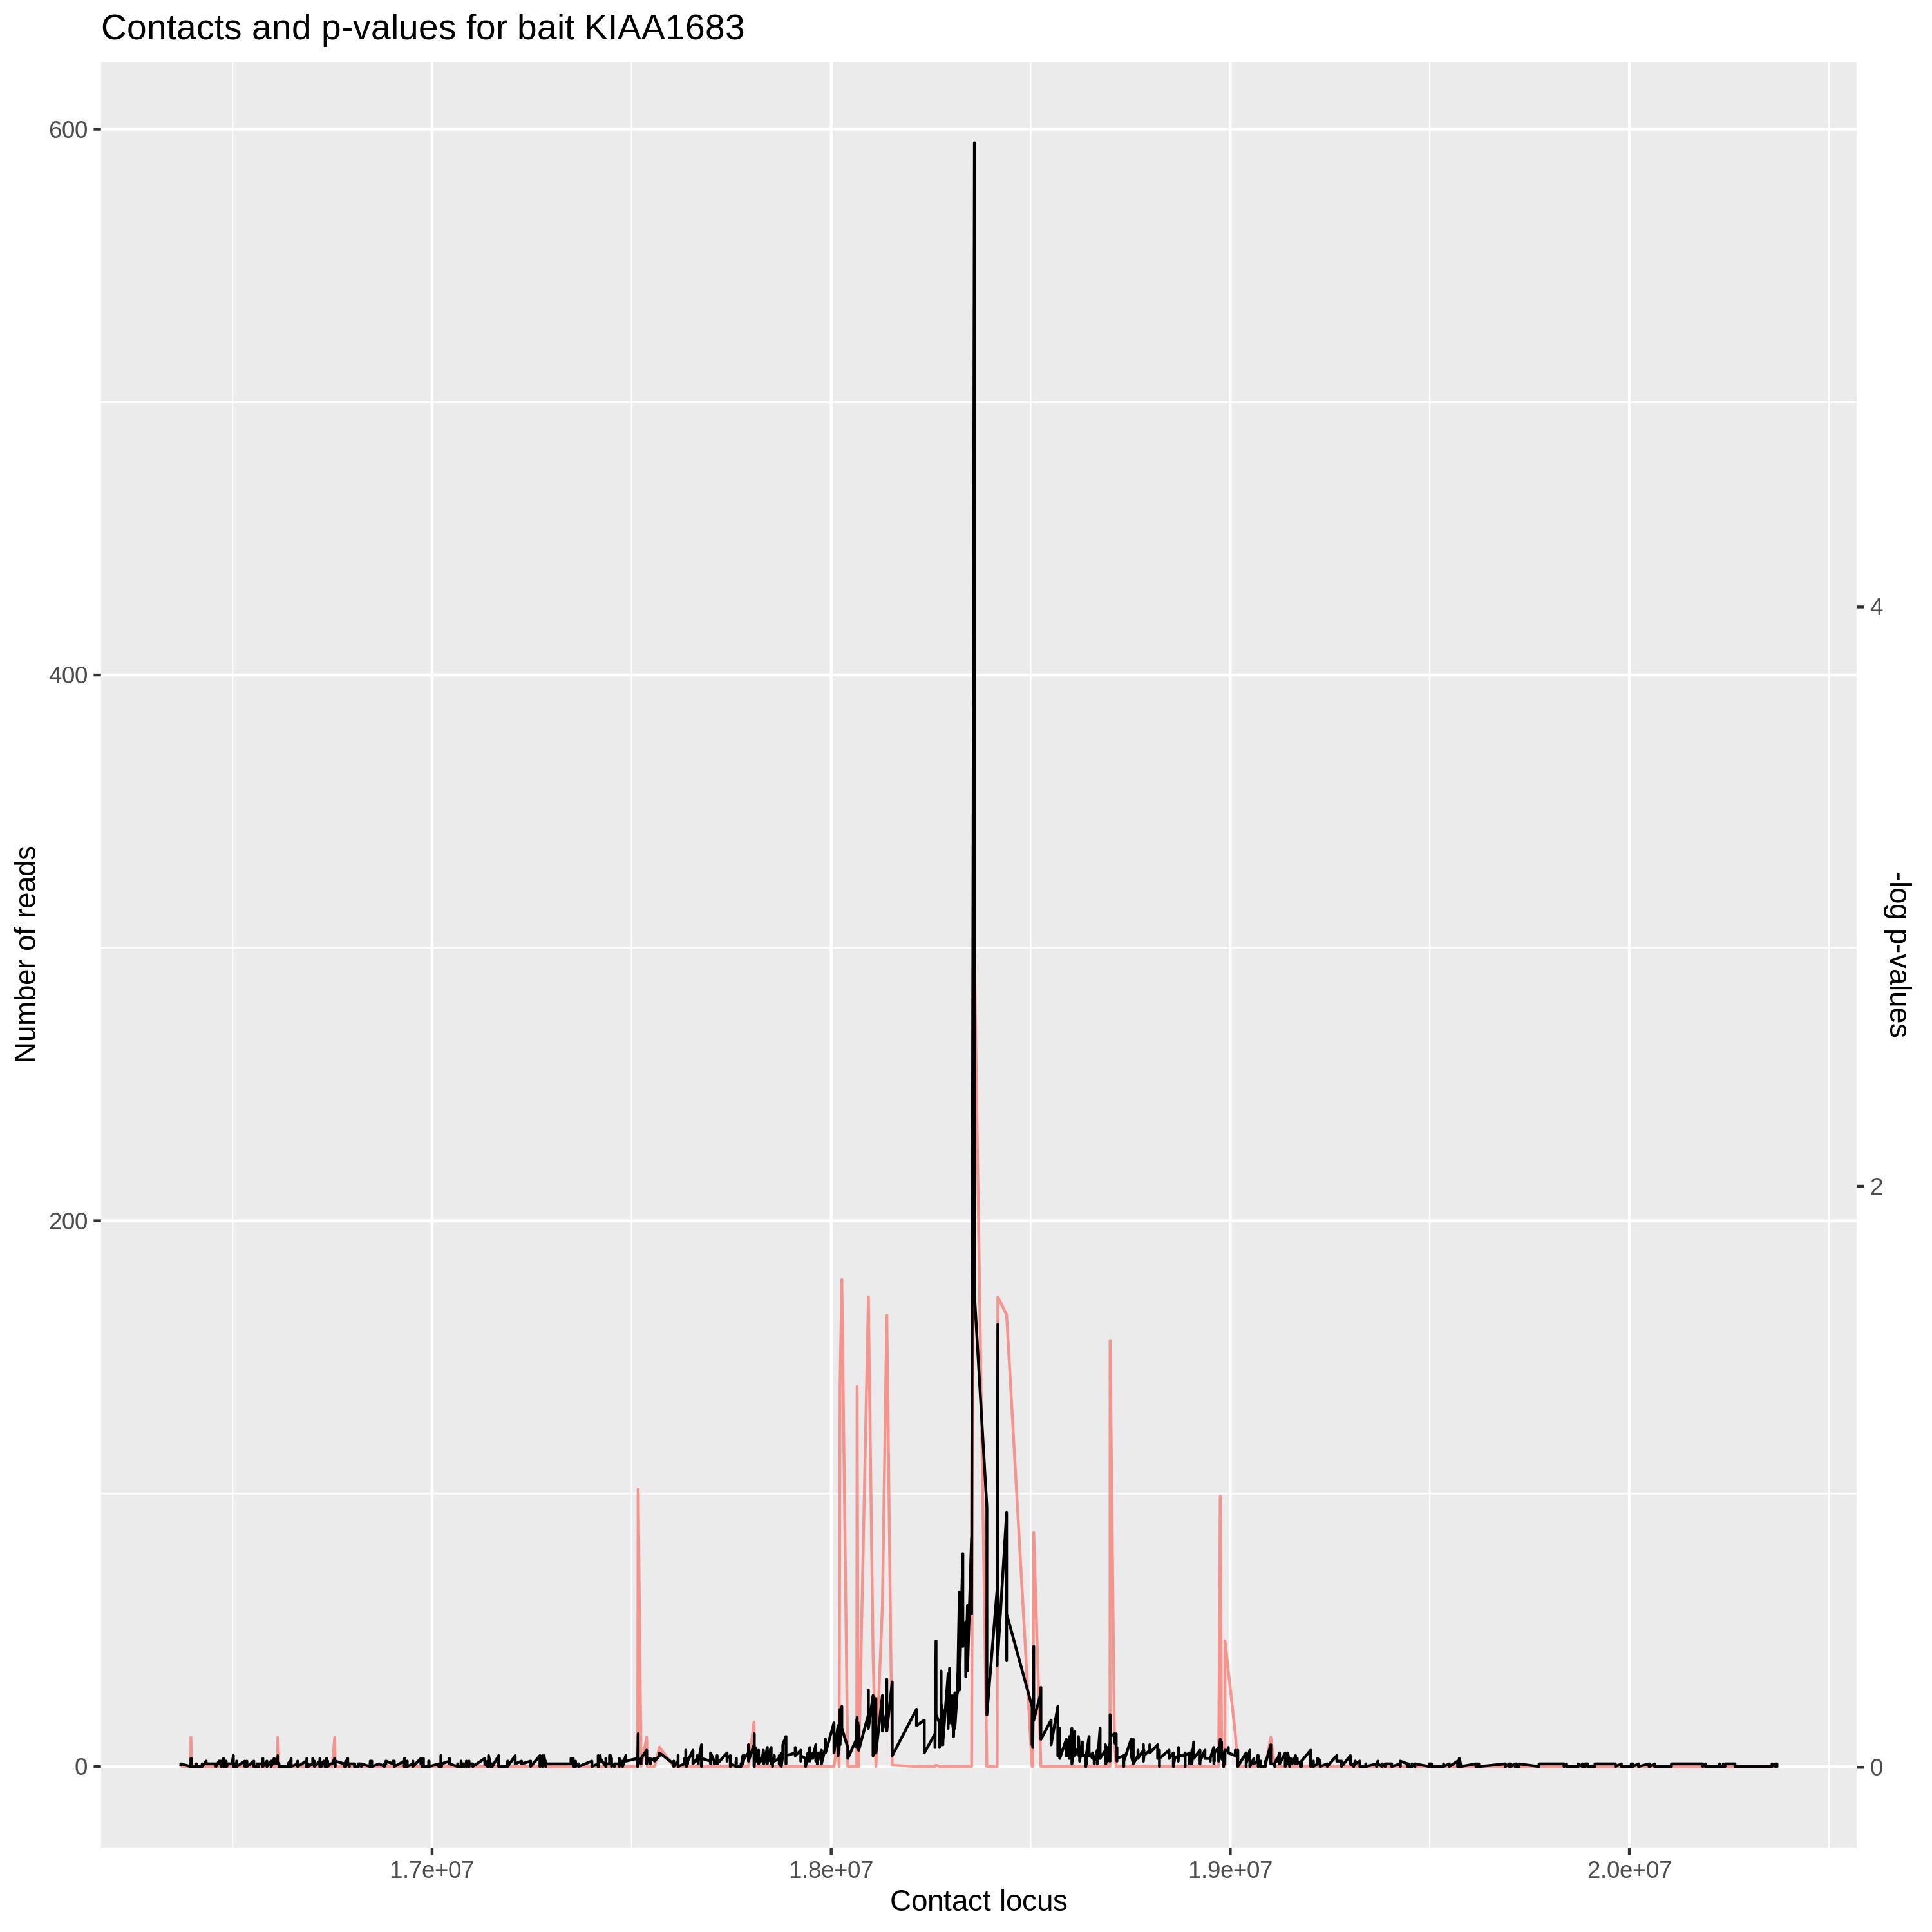 Contacts and p-values for bait KIAA1683
600
400
200
0
Number of reads
4
2
0
-log p-values
1.7e+07 1.8e+07 1.9e+07 2.0e+07
Contact locus